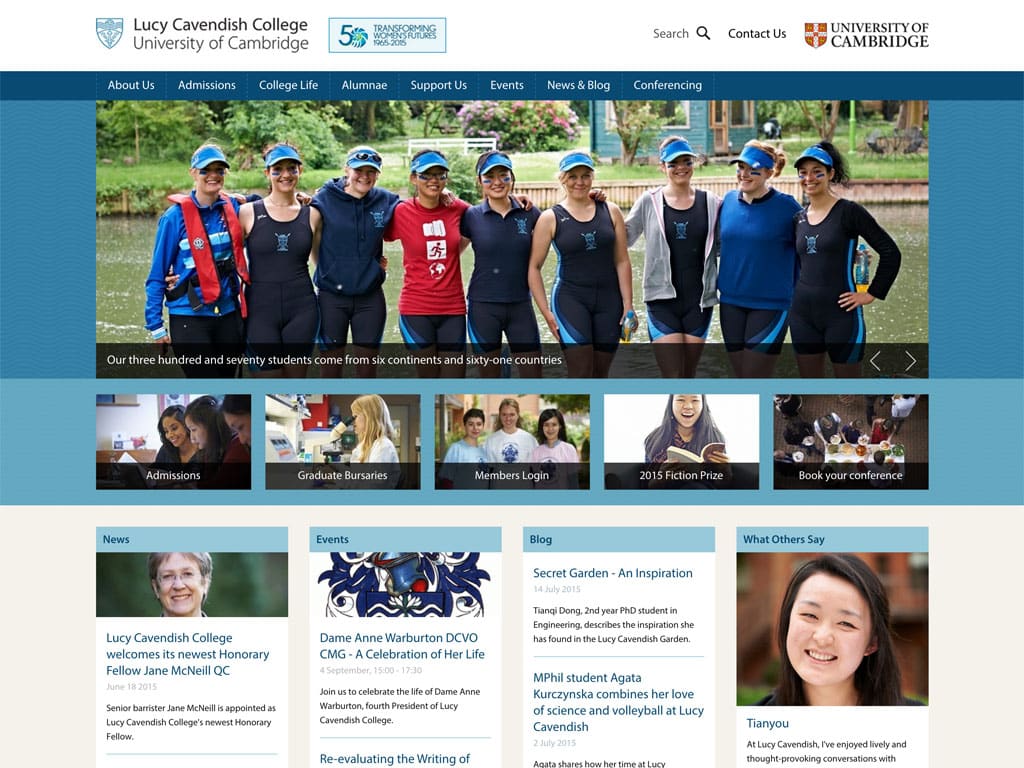 Lucy Cavendish College
University of Cambridge
50 TRANSFORMING
WOMEN'S FUTURES
1965-2015
Search
Contact Us
UNIVERSITY OF
CAMBRIDGE
About Us
Admissions
College Life
Alumnae
Support Us
Events
News & Blog
Conferencing
Our three hundred and seventy students come from six continents and sixty-one countries
Admissions
Graduate Bursaries
Members Login
2015 Fiction Prize
Book your conference
News
Lucy Cavendish College
welcomes its newest Honorary
Fellow Jane McNeill QC
June 18 2015
Senior barrister Jane McNeill is appointed as
Lucy Cavendish College's newest Honorary
Fellow.
Events
Dame Anne Warburton DCVO
CMG - A Celebration of Her Life
4 September, 15:00 - 17:30
Join us to celebrate the life of Dame Anne
Warburton, fourth President of Lucy
Cavendish College.
Re-evaluating the Writing of
Blog
Secret Garden - An Inspiration
14 July 2015
Tianqi Dong, 2nd year PhD student in
Engineering, describes the inspiration she
has found in the Lucy Cavendish Garden.
MPhil student Agata
Kurczynska combines her love
of science and volleyball at Lucy
Cavendish
2 July 2015
Agata shares how her time at Lucy
What Others Say
Tianyou
At Lucy Cavendish, I've enjoyed lively and
thought-provoking conversations with